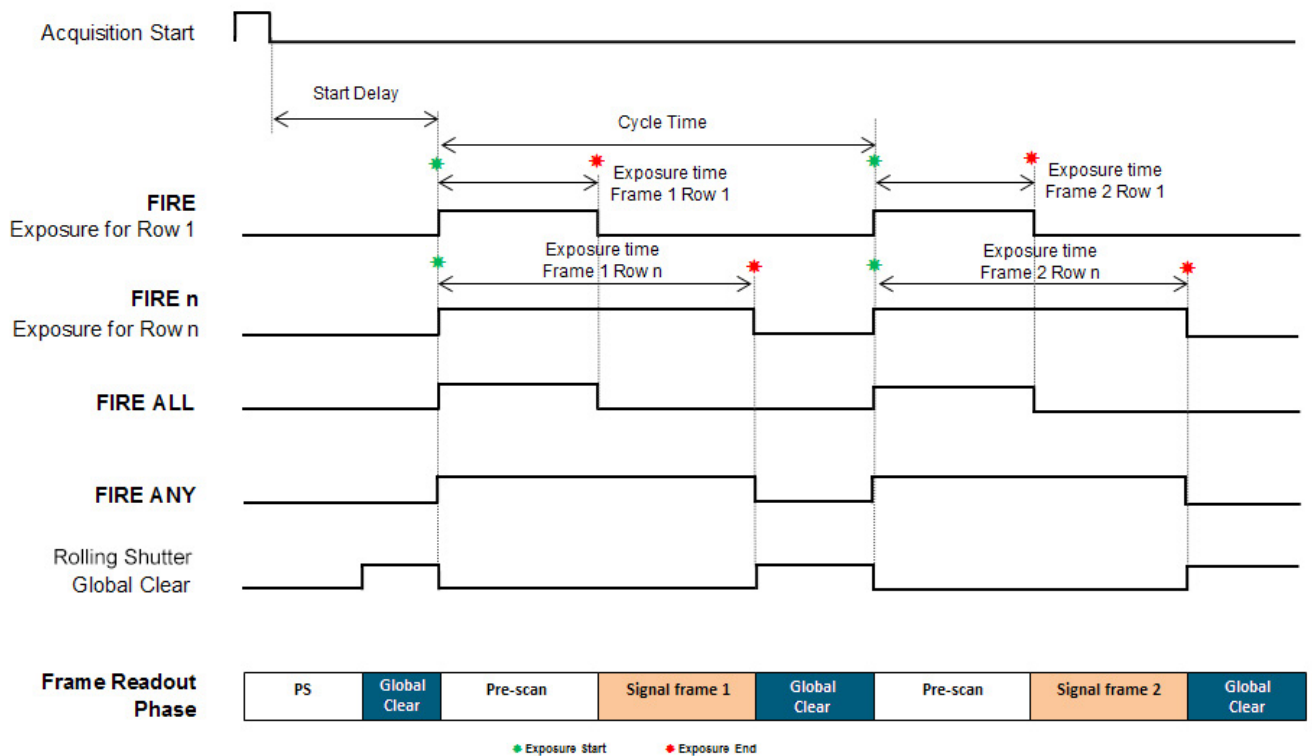 Acquisition Start
Start Delay
Cycle Time
Exposure time
Frame 1 Row 1
Exposure time
Frame 2 Row 1
FIRE
Exposure for Row 1
Exposure time
Frame 1 Row n
Exposure time
Frame 2 Row n
FIRE n
Exposure for Row n
FIRE ALL
FIRE ANY
Rolling Shutter
Global Clear
Frame Readout
Phase
PS
Global
Clear
Pre-scan
Signal frame 1
Global
Clear
Pre-scan
Signal frame 2
Global
Clear
Exposure Start
Exposure End